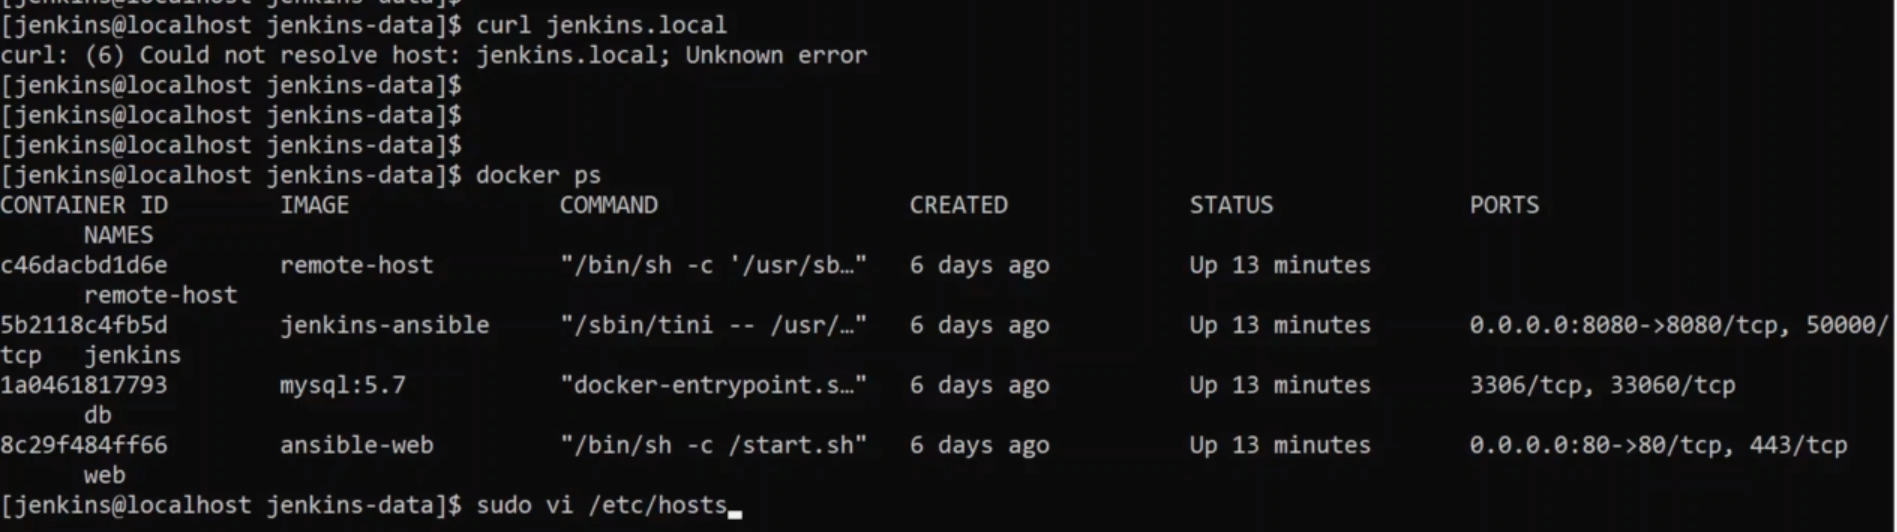 [jenkins@localhost jenkins-data]$
[jenkins@localhost jenkins-data]$ curl jenkins.local
curl: (6) Could not resolve host: jenkins.local; Unknown error
[jenkins@localhost jenkins-data]$
[jenkins@localhost jenkins-data]$
[jenkins@localhost jenkins-data]$
[jenkins@localhost jenkins-data]$ docker ps
CONTAINER ID        IMAGE               COMMAND                  CREATED             STATUS              PORTS
      NAMES
c46dacbd1d6e        remote-host         "/bin/sh -c '/usr/sb…"   6 days ago          Up 13 minutes
      remote-host
5b2118c4fb5d        jenkins-ansible     "/sbin/tini -- /usr/…"   6 days ago          Up 13 minutes       0.0.0.0:8080->8080/tcp, 50000/
tcp   jenkins
1a0461817793        mysql:5.7           "docker-entrypoint.s…"   6 days ago          Up 13 minutes       3306/tcp, 33060/tcp
      db
8c29f484ff66        ansible-web         "/bin/sh -c /start.sh"   6 days ago          Up 13 minutes       0.0.0.0:80->80/tcp, 443/tcp
      web
[jenkins@localhost jenkins-data]$ sudo vi /etc/hosts